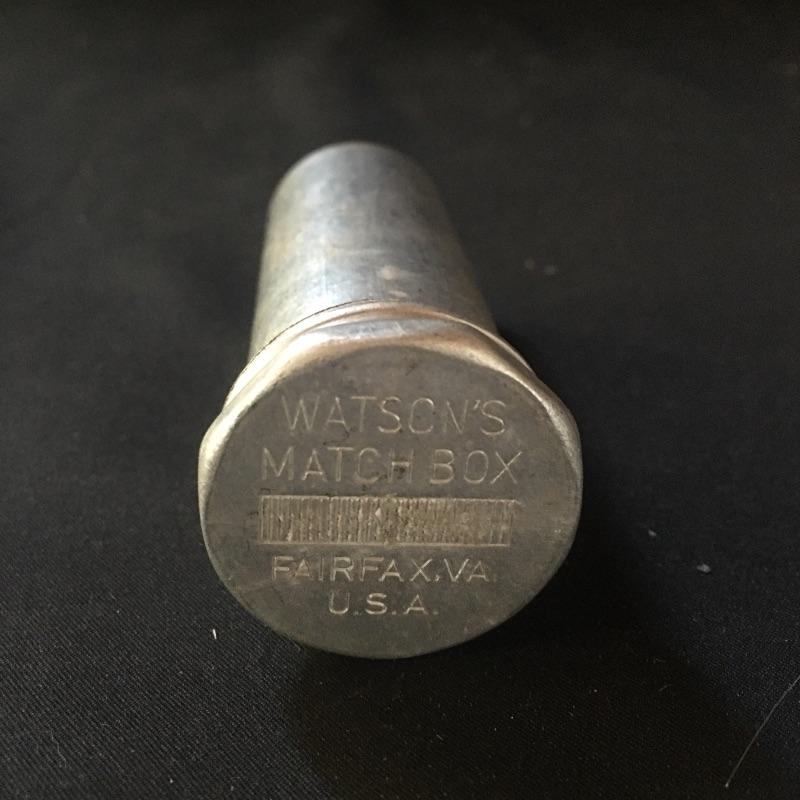 WATSON'S
MATCH BOX
FAIRFAX, VA.
U.S.A.